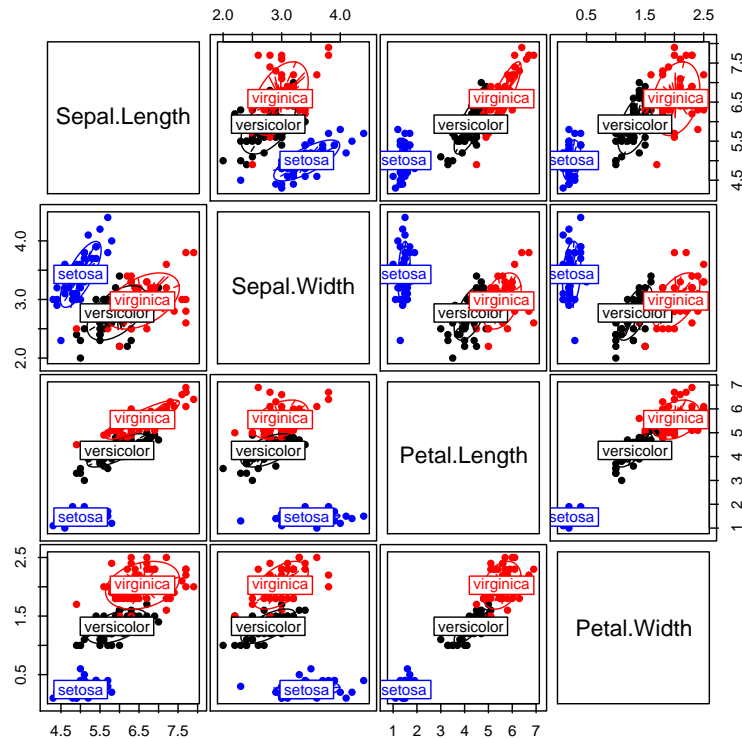 2.0 3.0 4.0
0.5 1.5 2.5
Sepal.Length
virginica
versicolor
setosa
virginica
versicolor
setosa
virginica
versicolor
setosa
4.5 5.5 6.5 7.5
2.0 3.0 4.0
setosa
virginica
versicolor
Sepal.Width
setosa
virginica
versicolor
setosa
virginica
versicolor
virginica
versicolor
setosa
virginica
versicolor
setosa
Petal.Length
virginica
versicolor
setosa
1 2 3 4 5 6 7
0.5 1.5 2.5
virginica
versicolor
setosa
virginica
versicolor
setosa
virginica
versicolor
setosa
Petal.Width
4.5 5.5 6.5 7.5
1 2 3 4 5 6 7